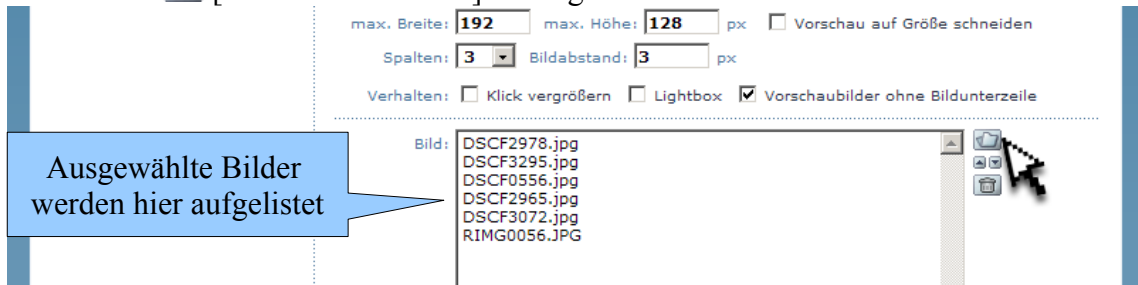 max. Breite: 192 max. Höhe: 128 px Vorschau auf Größe schneiden
Spalten: 3 Bildabstand: 3 px
Verhalten: Klick vergrößern Lightbox Vorschaubilder ohne Bildunterzeile
Ausgewählte Bilder
werden hier aufgelistet
Bild: DSCF2978.jpg
DSCF3295.jpg
DSCF0556.jpg
DSCF2965.jpg
DSCF3072.jpg
RIMG0056.JPG